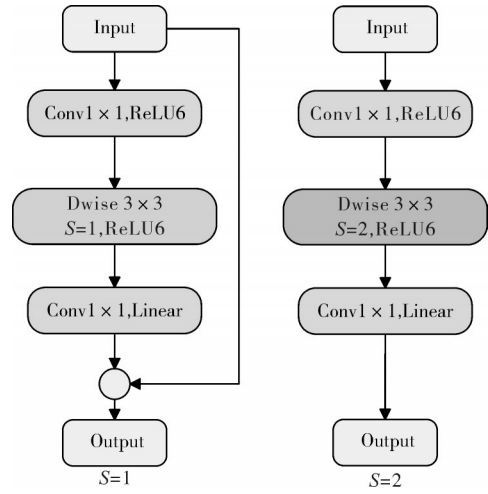 Input
Conv1 × 1,ReLU6
Dwise 3 × 3
S=1,ReLU6
Conv1 × 1,Linear
Output
S=1
Input
Conv1 × 1,ReLU6
Dwise 3 × 3
S=2,ReLU6
Conv1 × 1,Linear
Output
S=2